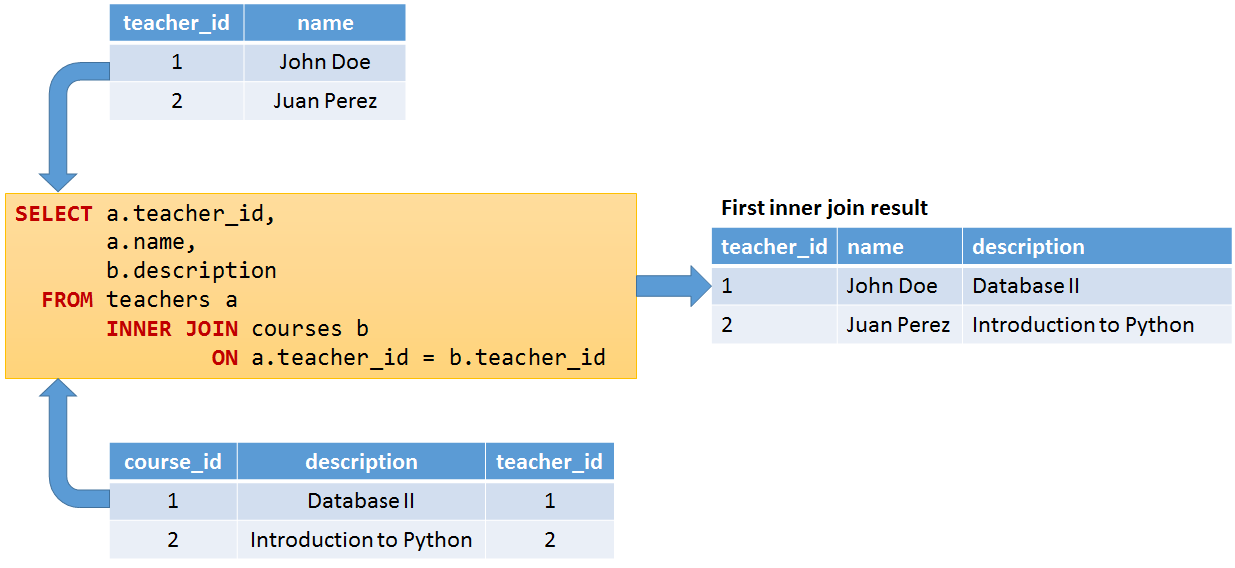 teacher_id name
1 John Doe
2 Juan Perez
SELECT a.teacher_id,
a.name,
b.description
FROM teachers a
INNER JOIN courses b
ON a.teacher_id = b.teacher_id
First inner join result
teacher_id name description
1 John Doe Database II
2 Juan Perez Introduction to Python
course_id description teacher_id
1 Database II 1
2 Introduction to Python 2